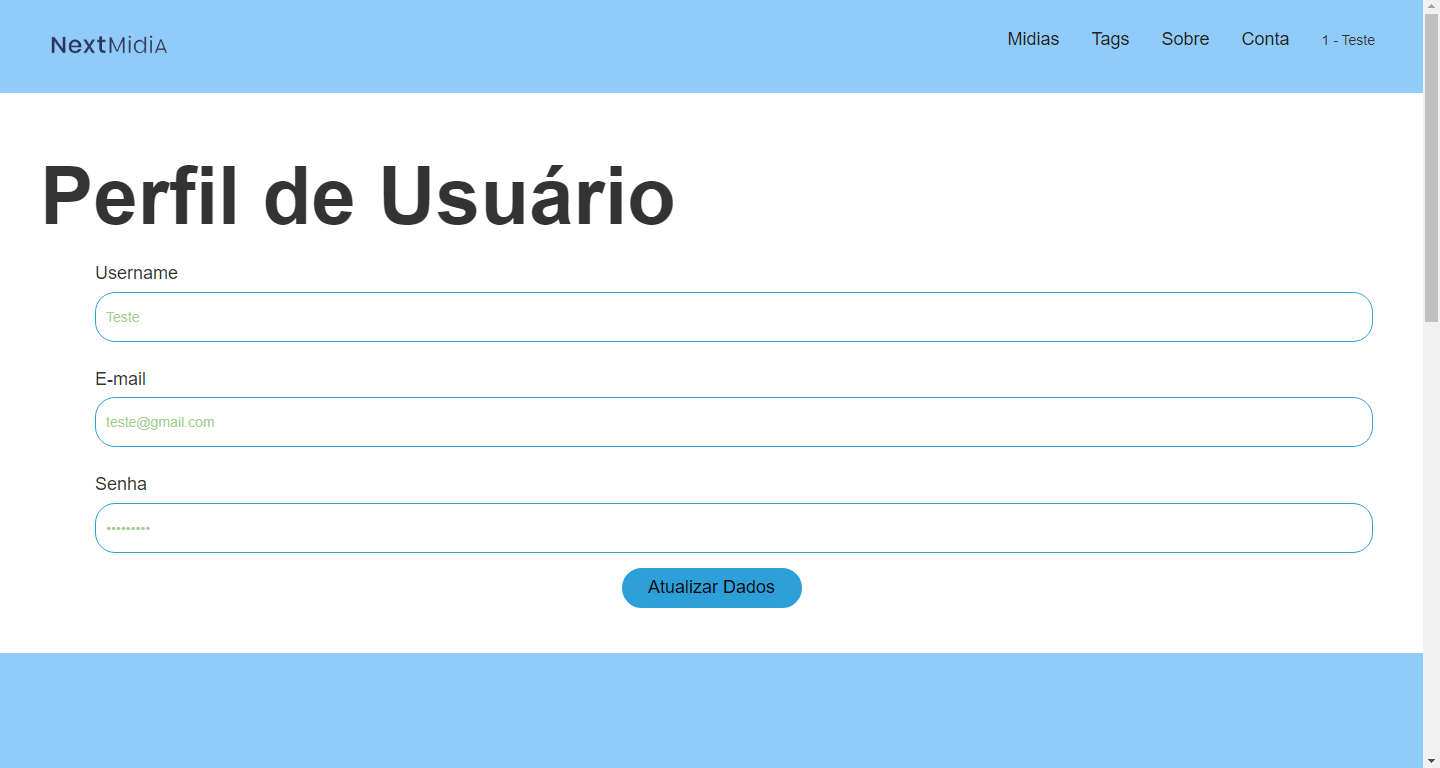 NextMidiA
Midias Tags Sobre Conta 1 - Teste
Perfil de Usuário
Username
Teste
E-mail
teste@gmail.com
Senha
•••••••••
Atualizar Dados